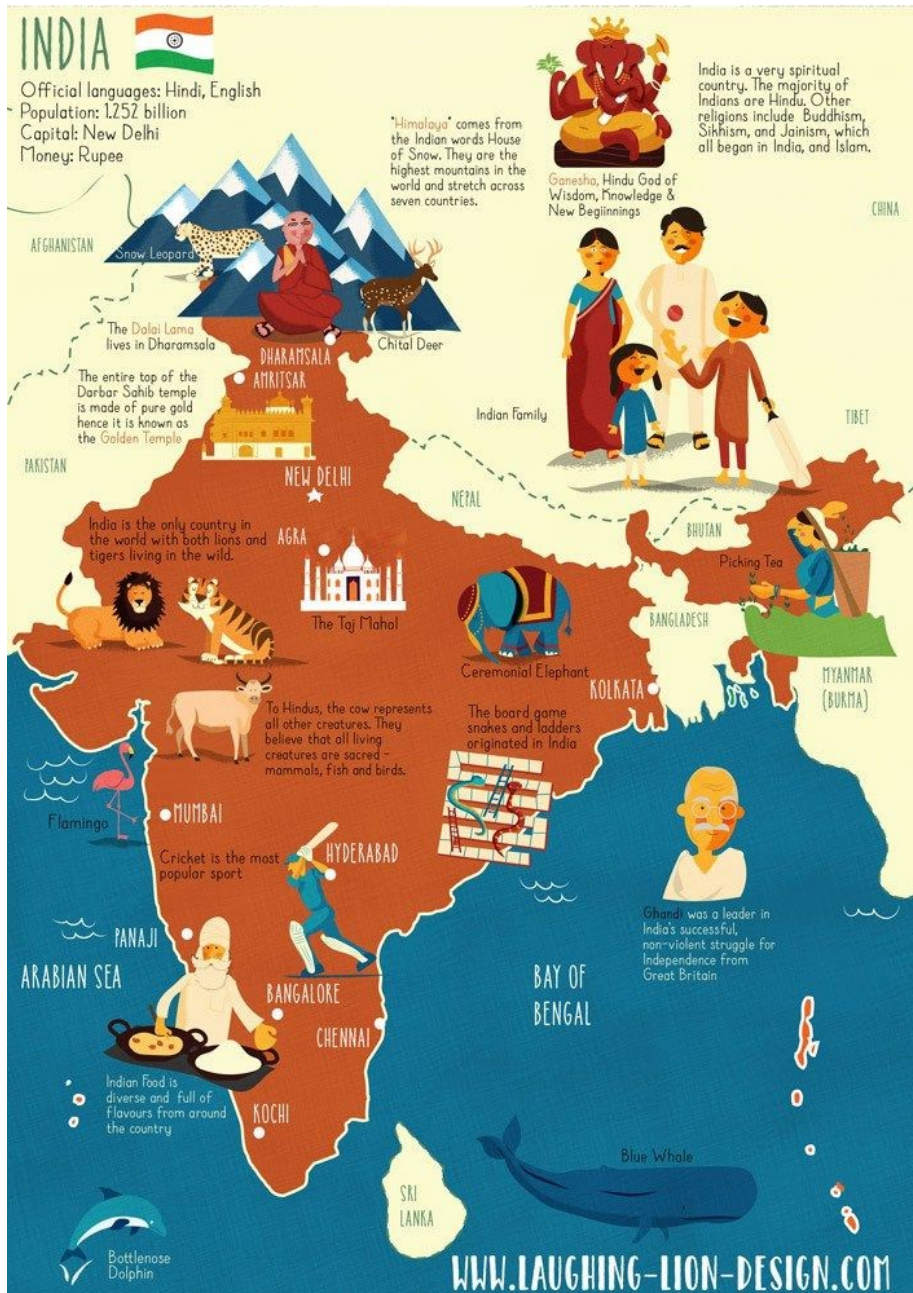 INDIA
Official languages: Hindi, English
Population: 1.252 billion
Capital: New Delhi
Money: Rupee
"Himalaya" comes from
the Indian words House
of Snow. They are the
highest mountains in the
world and stretch across
seven countries.
Ganesha, Hindu God of
Wisdom, Knowledge &
New Begiinnings
India is a very spiritual
country. The majority of
Indians are Hindu. Other
religions include Buddhism,
Sikhism, and Jainism, which
all began in India, and Islam.
CHINA
AFGHANISTAN
Snow Leopard
The Dalai Lama
lives in Dharamsala
Chital Deer
DHARAMSALA
AMRITSAR
The entire top of the
Darbar Sahib temple
is made of pure gold
hence it is known as
the Golden Temple
Indian Family
TIBET
PAKISTAN
NEW DELHI
NEPAL
BHUTAN
India is the only country in
the world with both lions and
tigers living in the wild.
AGRA
The Taj Mahal
Picking Tea
BANGLADESH
Ceremonial Elephant
KOLKATA
MYANMAR
(BURMA)
To Hindus, the cow represents
all other creatures. They
believe that all living
creatures are sacred -
mammals, fish and birds.
The board game
snakes and ladders
originated in India
Flamingo
MUMBAI
Cricket is the most
popular sport
HYDERABAD
Ghandi was a leader in
India's successful,
non-violent struggle for
Independence from
Great Britain
PANAJI
ARABIAN SEA
BAY OF
BENGAL
BANGALORE
CHENNAI
Indian Food is
diverse and full of
flavours from around
the country
KOCHI
Blue Whale
SRI
LANKA
Bottlenose
Dolphin
WWW.LAUGHING-LION-DESIGN.COM